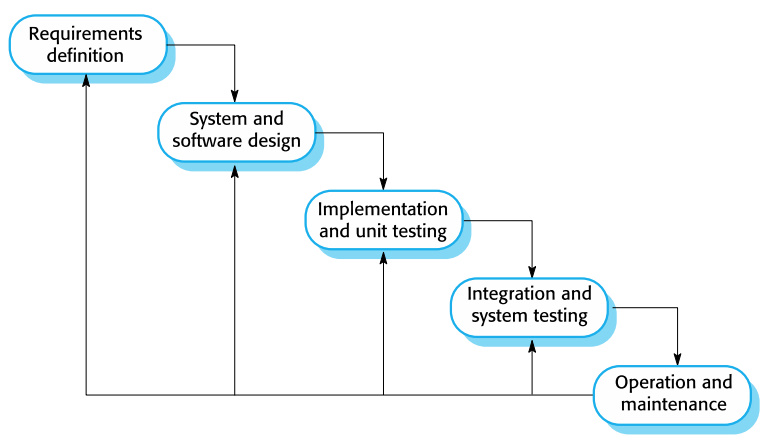 Requirements
definition
System and
software design
Implementation
and unit testing
Integration and
system testing
Operation and
maintenance